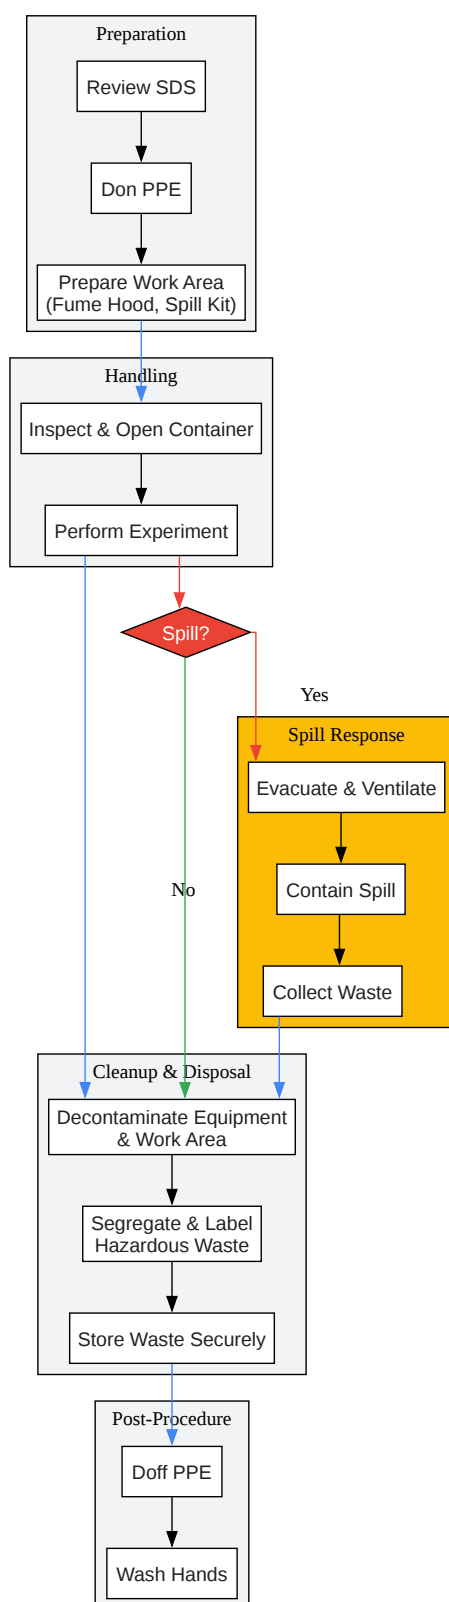 Preparation
Review SDS
Don PPE
Prepare Work Area
(Fume Hood, Spill Kit)
Handling
Inspect & Open Container
Perform Experiment
Spill?
Yes
Spill Response
Evacuate & Ventilate
Contain Spill
No
Collect Waste
Cleanup & Disposal
Decontaminate Equipment
& Work Area
Segregate & Label
Hazardous Waste
Store Waste Securely
Post-Procedure
Doff PPE
Wash Hands